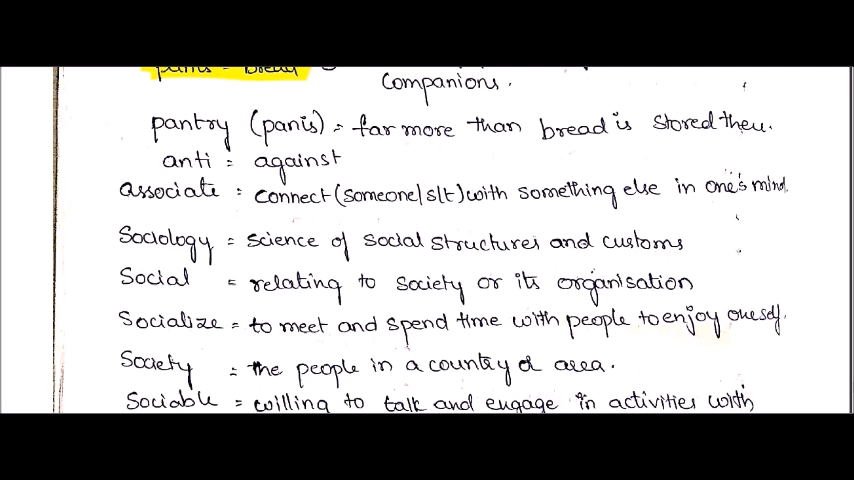 panis = Bread
Companions.
pantry (panis) = far more than bread is stored there.
anti = against
associate = connect (someone/s/t) with something else in one's mind.
Sociology = science of social structures and customs
Social = relating to society or its organisation
Socialize = to meet and spend time with people to enjoy oneself.
Society = the people in a country or area.
Sociable = willing to talk and engage in activities with